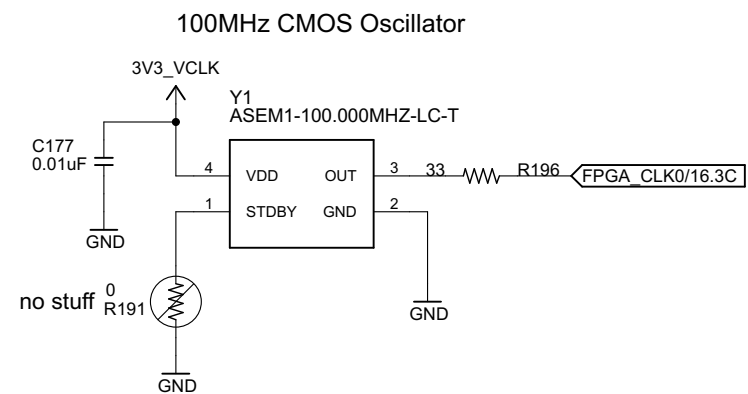 100MHz CMOS Oscillator
3V3_VCLK
Y1
ASEM1-100.000MHZ-LC-T
C177
0.01uF
4 VDD OUT 3 33 R196 FPGA_CLK0/16.3C
1 STDBY GND 2
GND
no stuff 0
R191
GND
GND